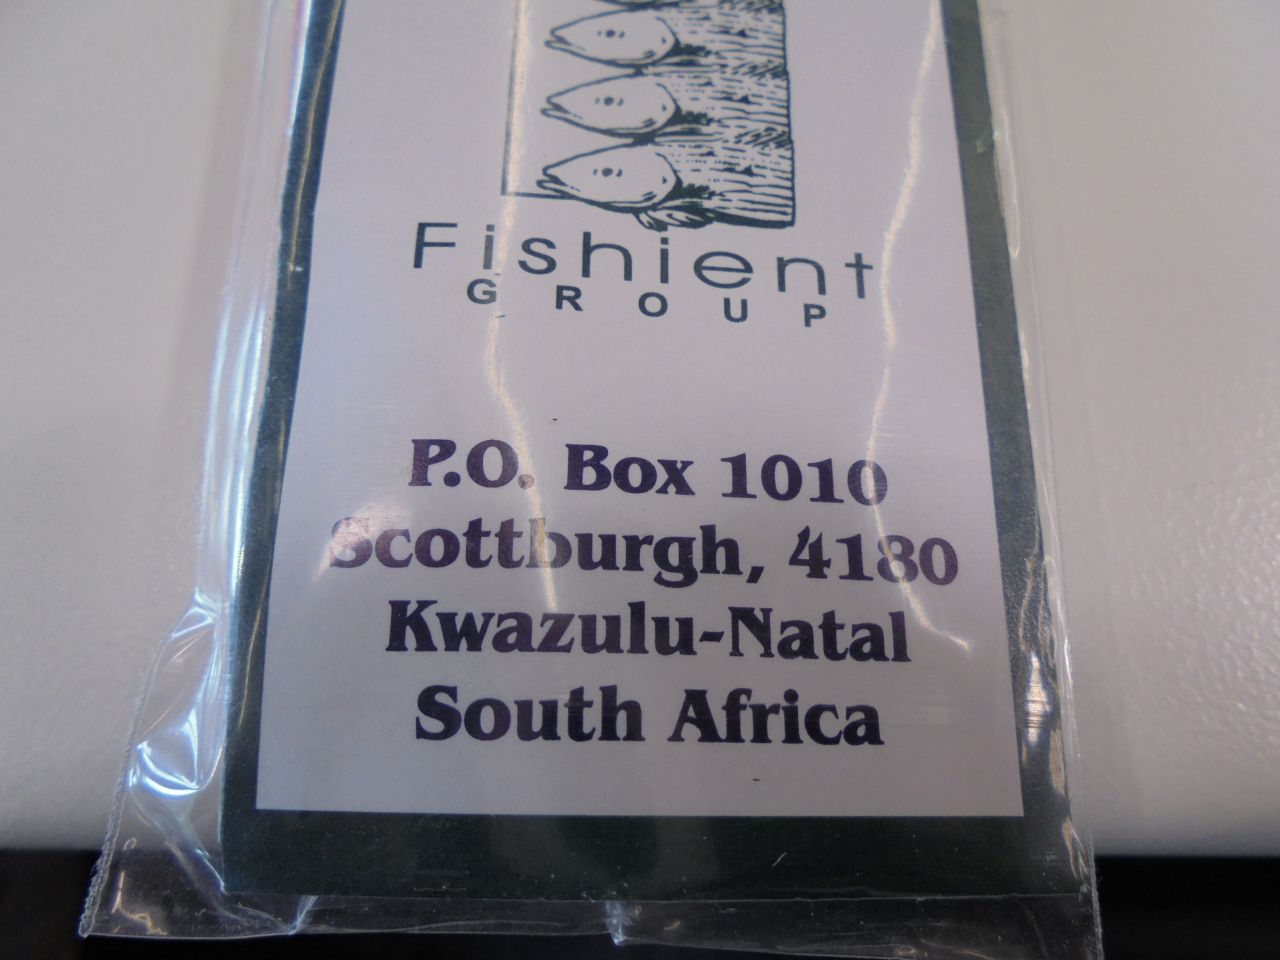 Fishient
GROUP
P.O. Box 1010
Scottburgh, 4180
Kwazulu-Natal
South Africa